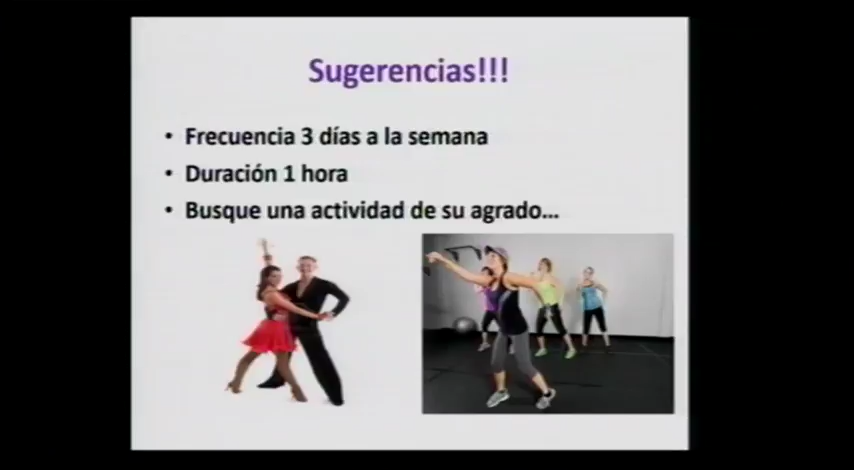 Sugerencias!!!
• Frecuencia 3 días a la semana
• Duración 1 hora
• Busque una actividad de su agrado...